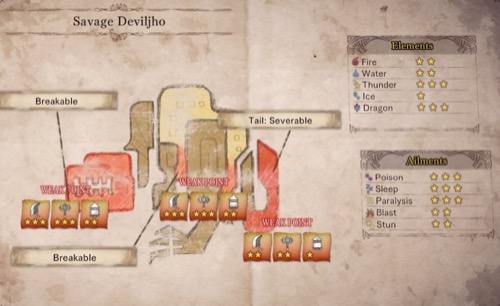 Savage Deviljho
Breakable
Tail: Severable
WEAK POINT
WEAK POINT
WEAK POINT
Breakable
Elements
Fire
Water
Thunder
Ice
Dragon
Ailments
Poison
Sleep
Paralysis
Blast
Stun